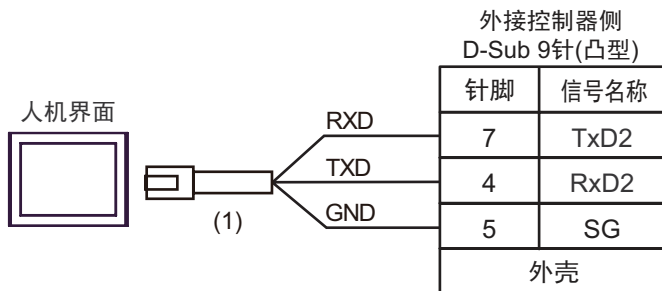 外接控制器侧
D-Sub 9针(凸型)
人机界面
针脚 信号名称
RXD 7 TxD2
TXD 4 RxD2
GND 5 SG
(1)
外壳